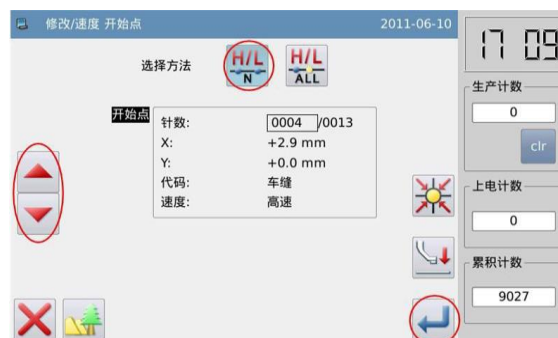 修改/速度 开始点 2011-06-10
17 09
选择方法
H/L
N
H/L
ALL
开始点
针数: 0004 /0013
X: +2.9 mm
Y: +0.0 mm
代码: 车缝
速度: 高速
生产计数
0
clr
上电计数
0
累积计数
9027